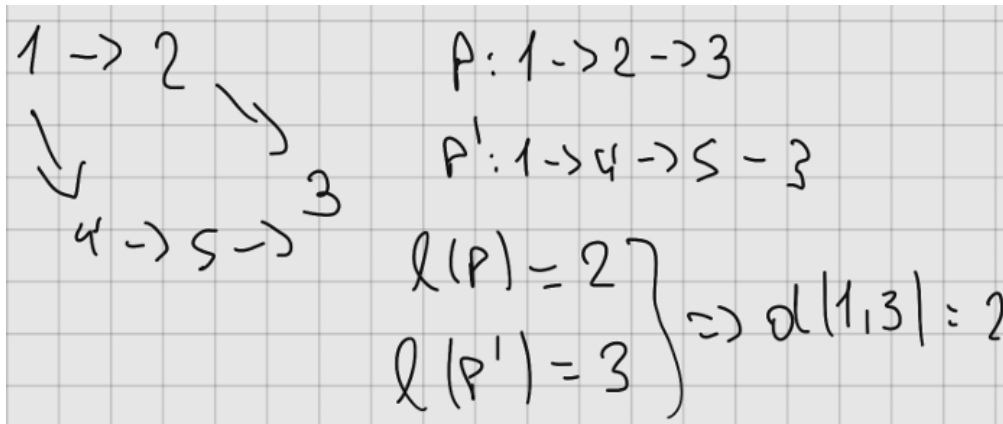 1 -> 2
3
4 -> 5 ->
P: 1 -> 2 -> 3
P': 1 -> 4 -> 5 - 3
l(P) = 2
l(P') = 3
=> d(1,3) = 2